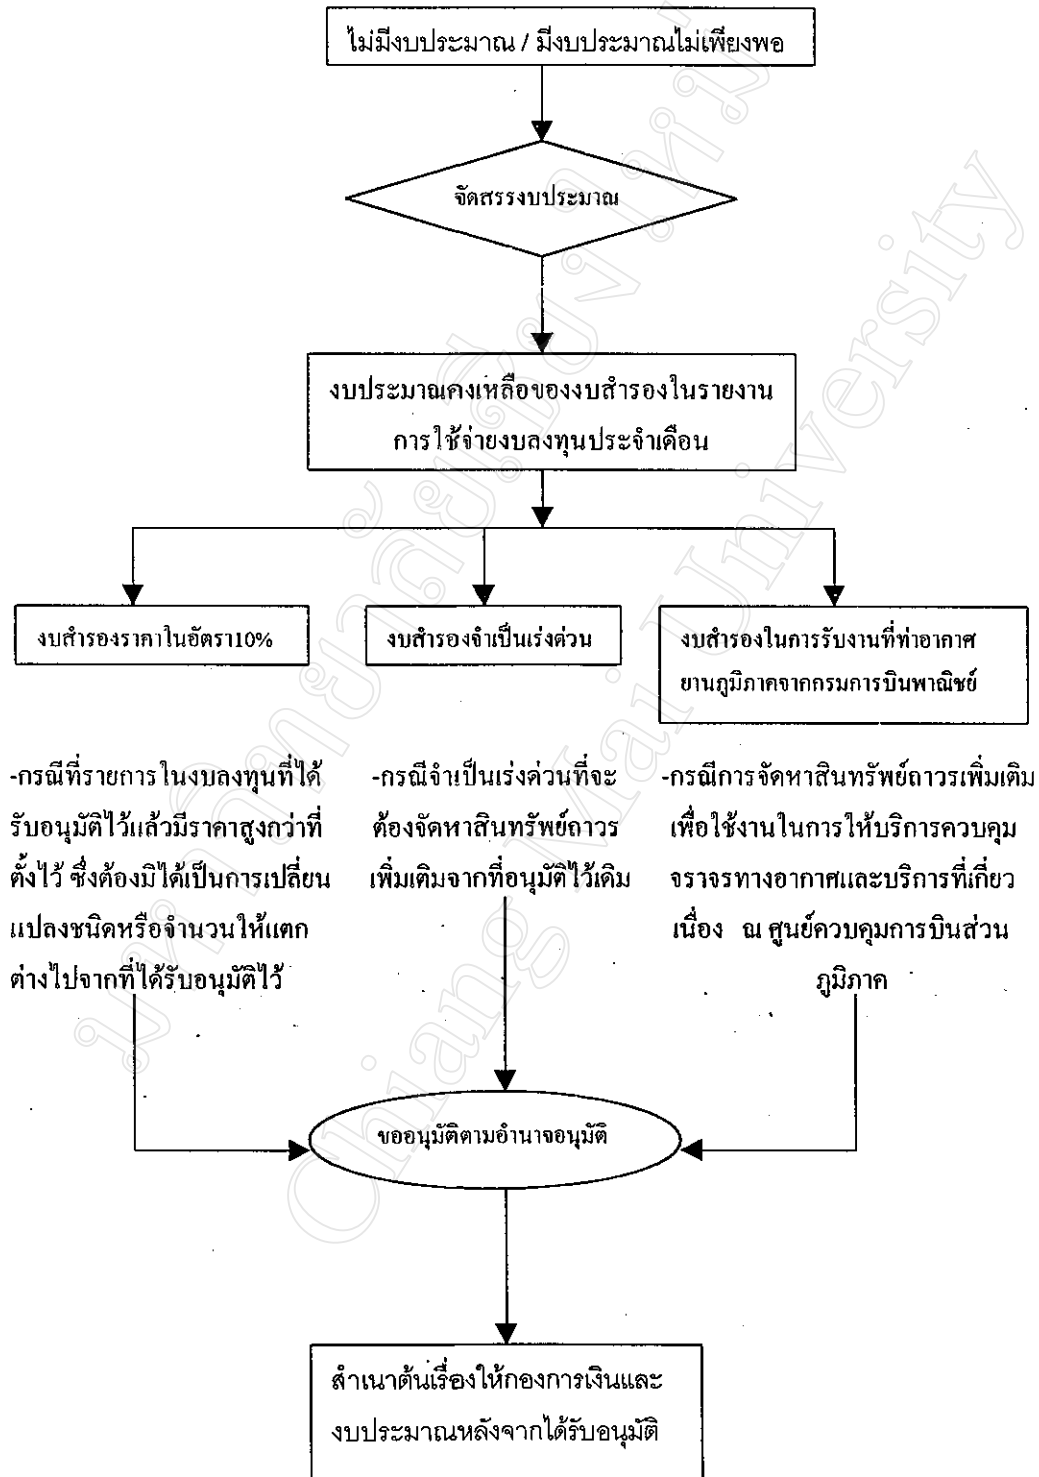 ไม่มีงบประมาณ / มีงบประมาณไม่เพียงพอ
จัดสรรงบประมาณ
งบประมาณคงเหลือของงบสำรองในรายงาน
การใช้จ่ายงบลงทุนประจำเดือน
งบสำรองราคาในอัตรา10%
งบสำรองจำเป็นเร่งด่วน
งบสำรองในการรับงานที่ท่าอากาศ
ยานภูมิภาคจากกรมการบินพาณิชย์
-กรณีที่รายการในงบลงทุนที่ได้
รับอนุมัติไว้แล้วมีราคาสูงกว่าที่
ตั้งไว้ ซึ่งต้องมิได้เป็นการเปลี่ยน
แปลงชนิดหรือจำนวนให้แตก
ต่างไปจากที่ได้รับอนุมัติไว้
-กรณีจำเป็นเร่งด่วนที่จะ
ต้องจัดหาสินทรัพย์ถาวร
เพิ่มเติมจากที่อนุมัติไว้เดิม
-กรณีการจัดหาสินทรัพย์ถาวรเพิ่มเติม
เพื่อใช้งานในการให้บริการควบคุม
จราจรทางอากาศและบริการที่เกี่ยว
เนื่อง ณ ศูนย์ควบคุมการบินส่วน
ภูมิภาค
ขออนุมัติตามอำนาจอนุมัติ
สำเนาต้นเรื่องให้กองการเงินและ
งบประมาณหลังจากได้รับอนุมัติ
มหาวิทยาลัยเชียงใหม่
Chiang Mai University